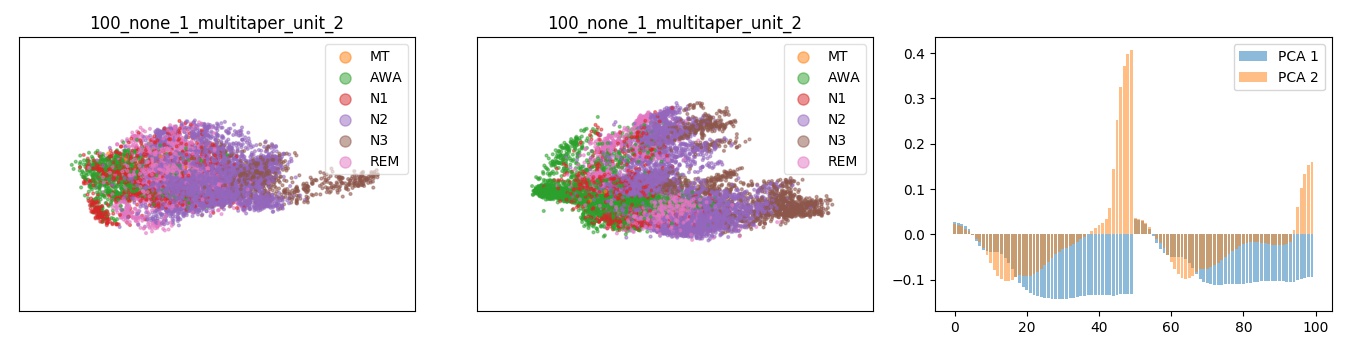 100_none_1_multitaper_unit_2
MT
AWA
N1
N2
N3
REM
100_none_1_multitaper_unit_2
MT
AWA
N1
N2
N3
REM
PCA 1
PCA 2
0.4
0.3
0.2
0.1
0.0
−0.1
0
20
40
60
80
100